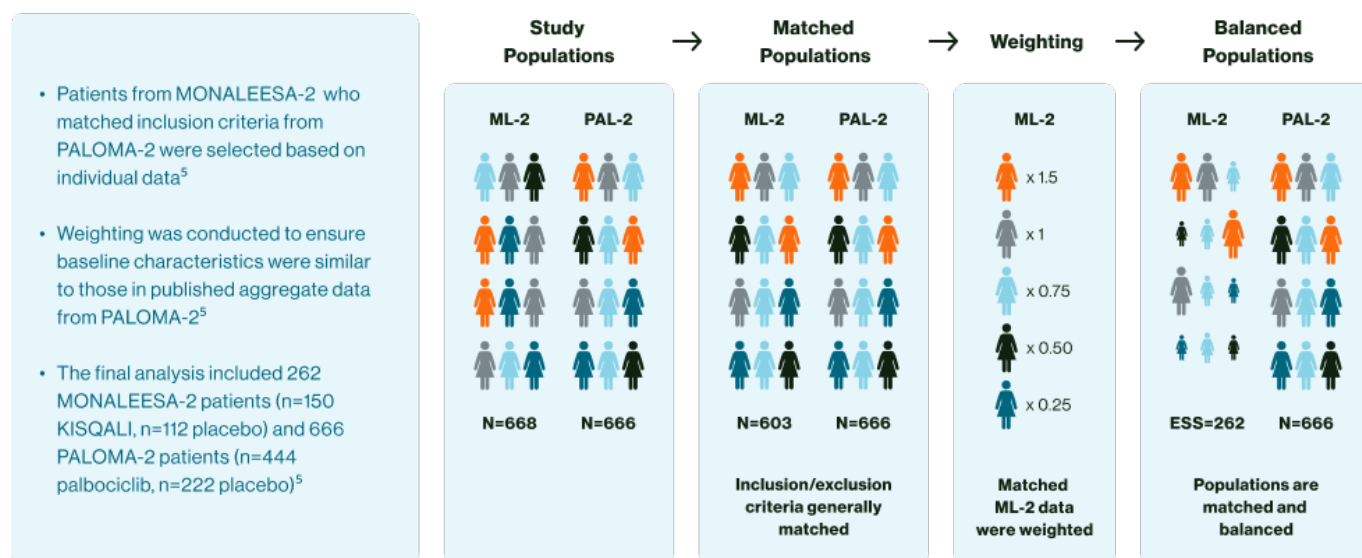 • Patients from MONALEESA-2 who
matched inclusion criteria from
PALOMA-2 were selected based on
individual data⁵
• Weighting was conducted to ensure
baseline characteristics were similar
to those in published aggregate data
from PALOMA-2⁵
• The final analysis included 262
MONALEESA-2 patients (n=150
KISQALI, n=112 placebo) and 666
PALOMA-2 patients (n=444
palbociclib, n=222 placebo)⁵
Study
Populations
ML-2 PAL-2
N=668 N=666
Matched
Populations
ML-2 PAL-2
N=603 N=666
Inclusion/exclusion
criteria generally
matched
Weighting
ML-2
x 1.5
x 1
x 0.75
x 0.50
x 0.25
Matched
ML-2 data
were weighted
Balanced
Populations
ML-2 PAL-2
ESS=262 N=666
Populations are
matched and
balanced